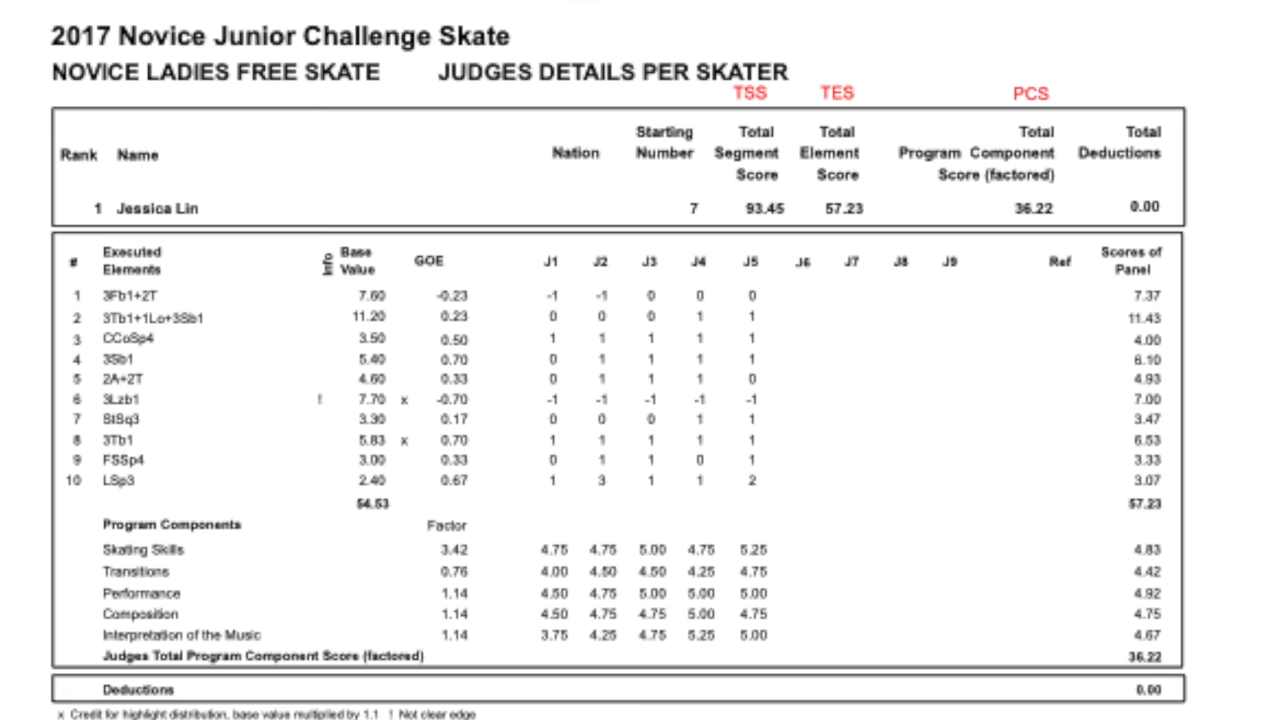 2017 Novice Junior Challenge Skate
NOVICE LADIES FREE SKATE JUDGES DETAILS PER SKATER
TSS TES PCS
Rank Name Nation Starting Number Total Segment Score Total Element Score Total Program Component Score (factored) Total Deductions
1 Jessica Lin 7 93.45 57.23 36.22 0.00
# Executed Elements Info Base Value GOE J1 J2 J3 J4 J5 J6 J7 J8 J9 Ref Scores of Panel
1 3Fb1+2T 7.60 -0.23 -1 -1 0 0 0 7.37
2 3Tb1+1Lo+3Sb1 11.20 0.23 0 0 0 1 1 11.43
3 CCoSp4 3.50 0.50 1 1 1 1 1 4.00
4 3Sb1 5.40 0.70 0 1 1 1 1 6.10
5 2A+2T 4.60 0.33 0 1 1 1 0 4.93
6 3Lzb1 ! 7.70 x -0.70 -1 -1 -1 -1 -1 7.00
7 StSq3 3.30 0.17 0 0 0 1 1 3.47
8 3Tb1 5.83 x 0.70 1 1 1 1 1 6.53
9 FSSp4 3.00 0.33 0 1 1 0 1 3.33
10 LSp3 2.40 0.67 1 3 1 1 2 3.07
54.53 57.23
Program Components Factor
Skating Skills 3.42 4.75 4.75 5.00 4.75 5.25 4.83
Transitions 0.76 4.00 4.50 4.50 4.25 4.75 4.42
Performance 1.14 4.50 4.75 5.00 5.00 5.00 4.92
Composition 1.14 4.50 4.75 4.75 5.00 4.75 4.75
Interpretation of the Music 1.14 3.75 4.25 4.75 5.25 5.00 4.67
Judges Total Program Component Score (factored) 36.22
Deductions 0.00
x Credit for highlight distribution, base value multiplied by 1.1 ! Not clear edge